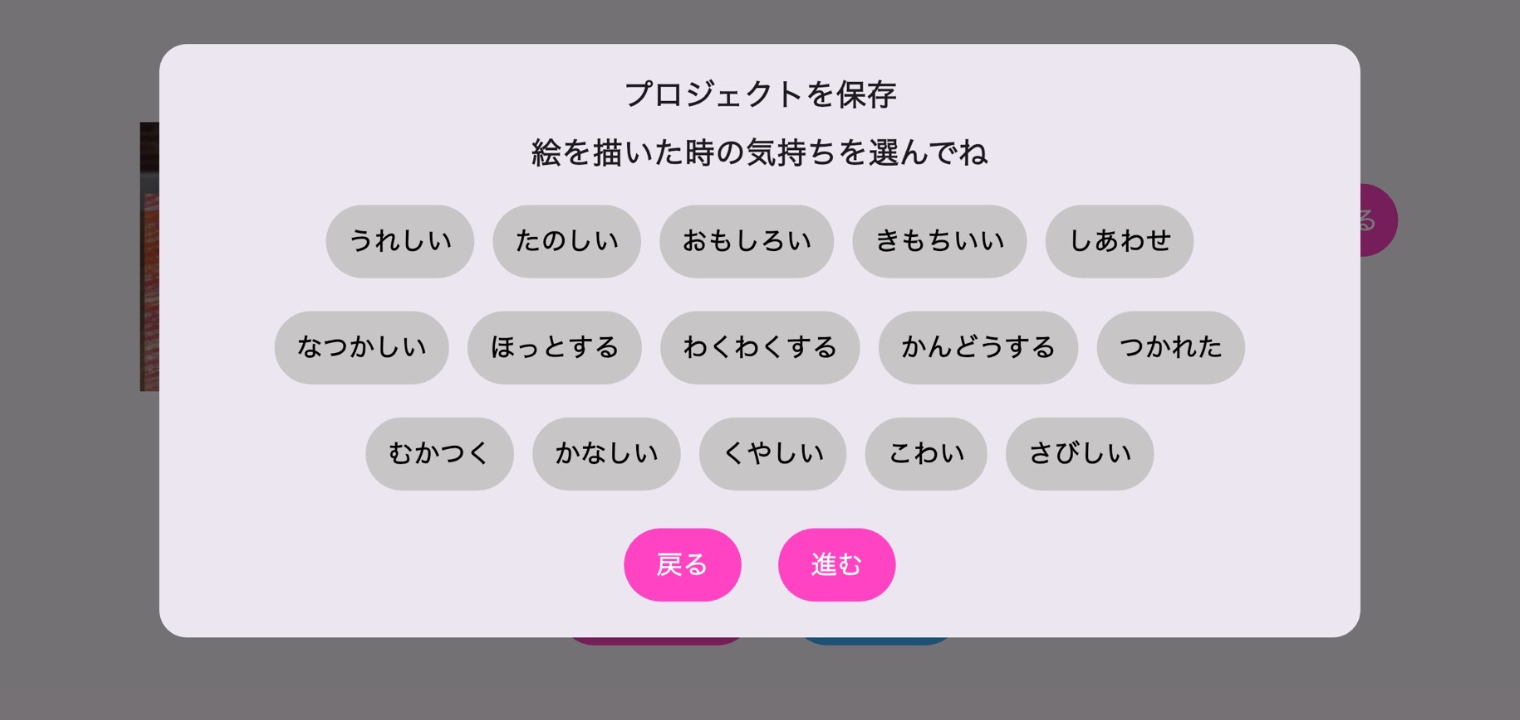 プロジェクトを保存
絵を描いた時の気持ちを選んでね
うれしい たのしい おもしろい きもちいい しあわせ
なつかしい ほっとする わくわくする かんどうする つかれた
むかつく かなしい くやしい こわい さびしい
戻る 進む